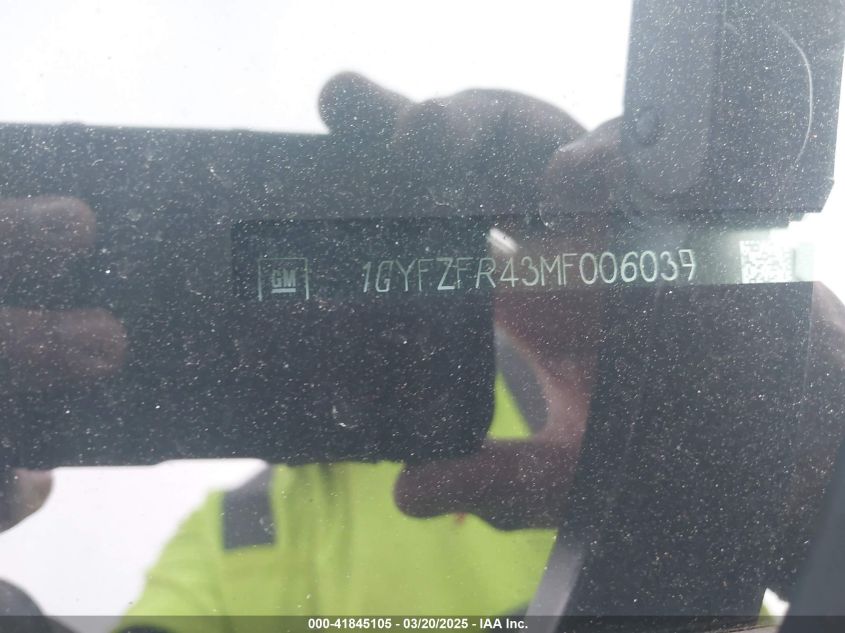 GM 1GYFZFR43MF006039
000-41845105 | 03/20/2025 - IAA Inc.